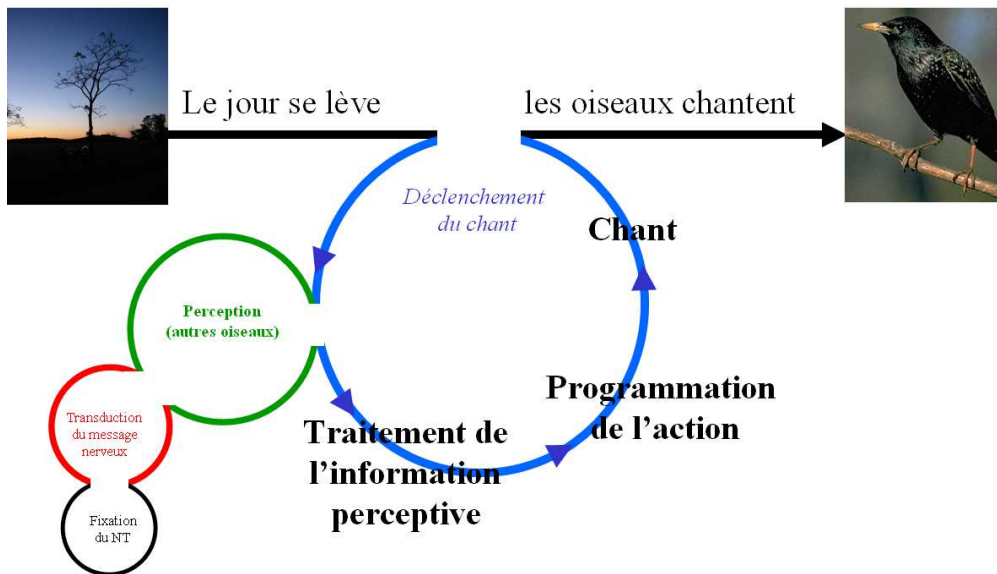 Le jour se lève
les oiseaux chantent
Déclenchement
du chant
Chant
Perception
(autres oiseaux)
Programmation
de l’action
Transduction
du message
nerveux
Traitement de
l’information
perceptive
Fixation
du NT